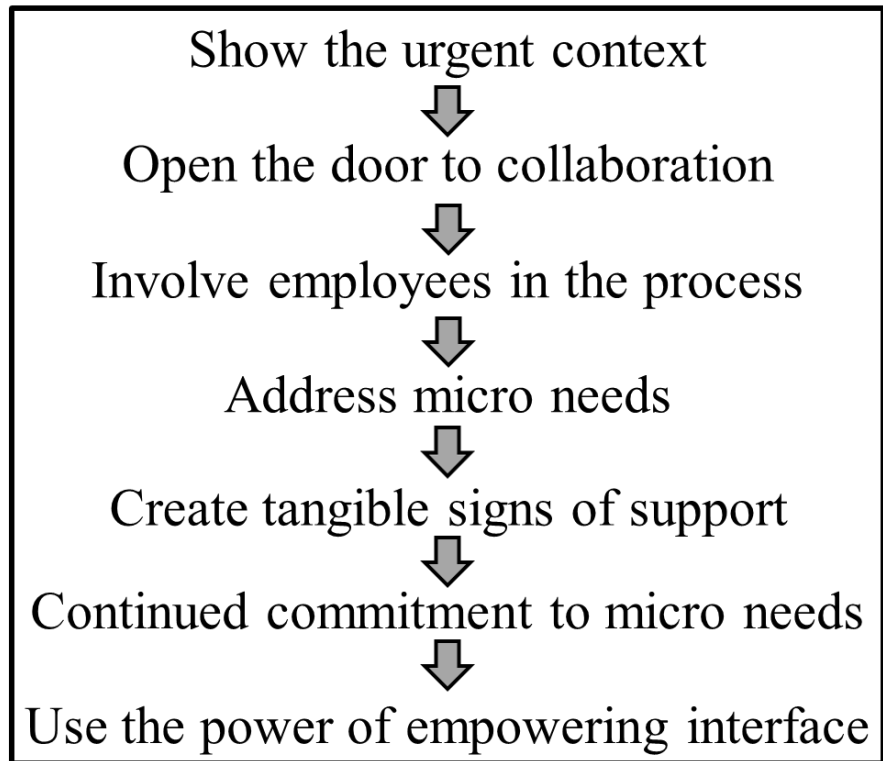 Show the urgent context
Open the door to collaboration
Involve employees in the process
Address micro needs
Create tangible signs of support
Continued commitment to micro needs
Use the power of empowering interface